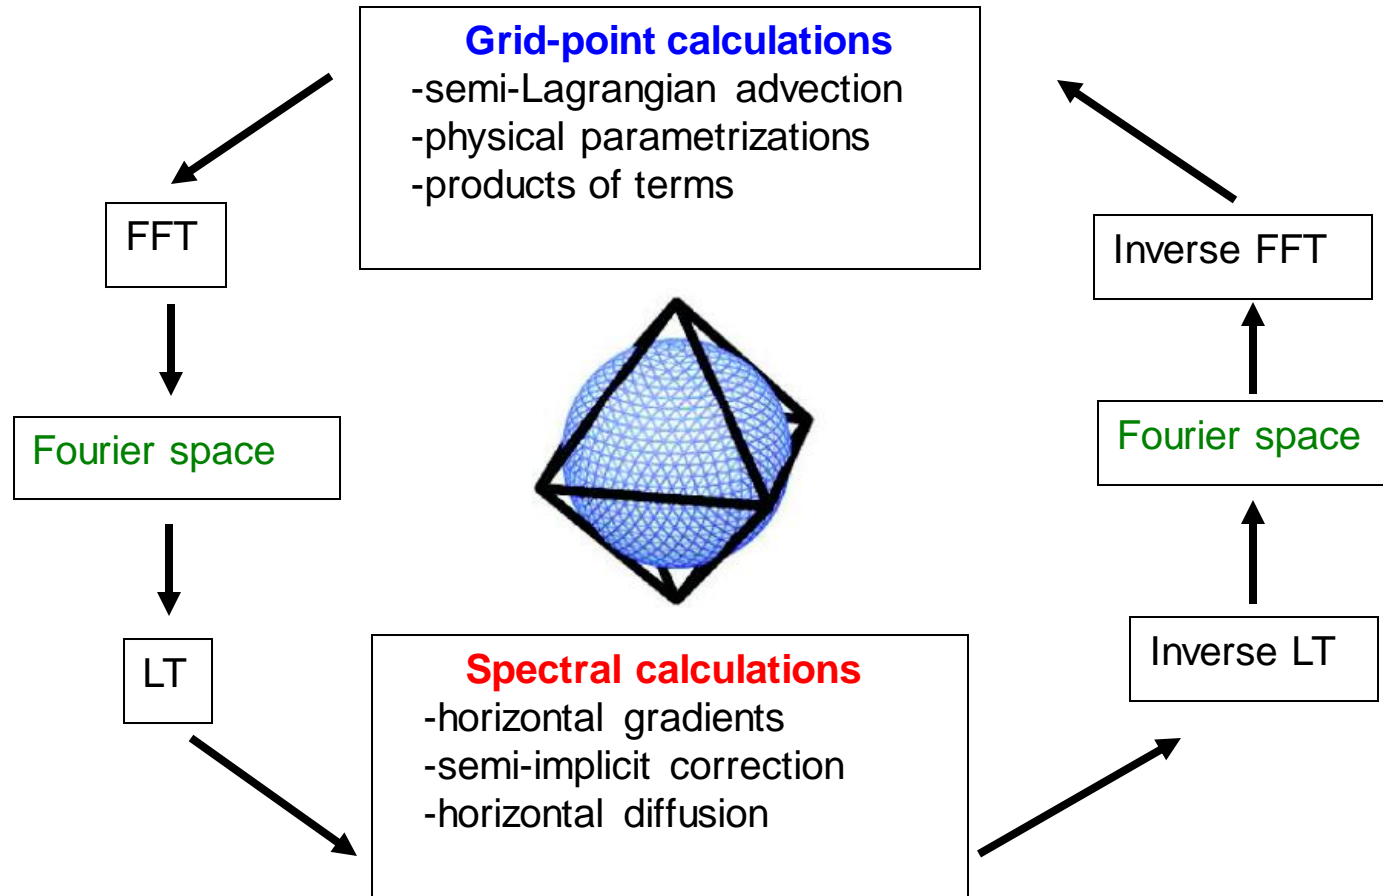 Grid-point calculations
-semi-Lagrangian advection
-physical parametrizations
-products of terms
FFT
Fourier space
LT
Spectral calculations
-horizontal gradients
-semi-implicit correction
-horizontal diffusion
Inverse LT
Fourier space
Inverse FFT